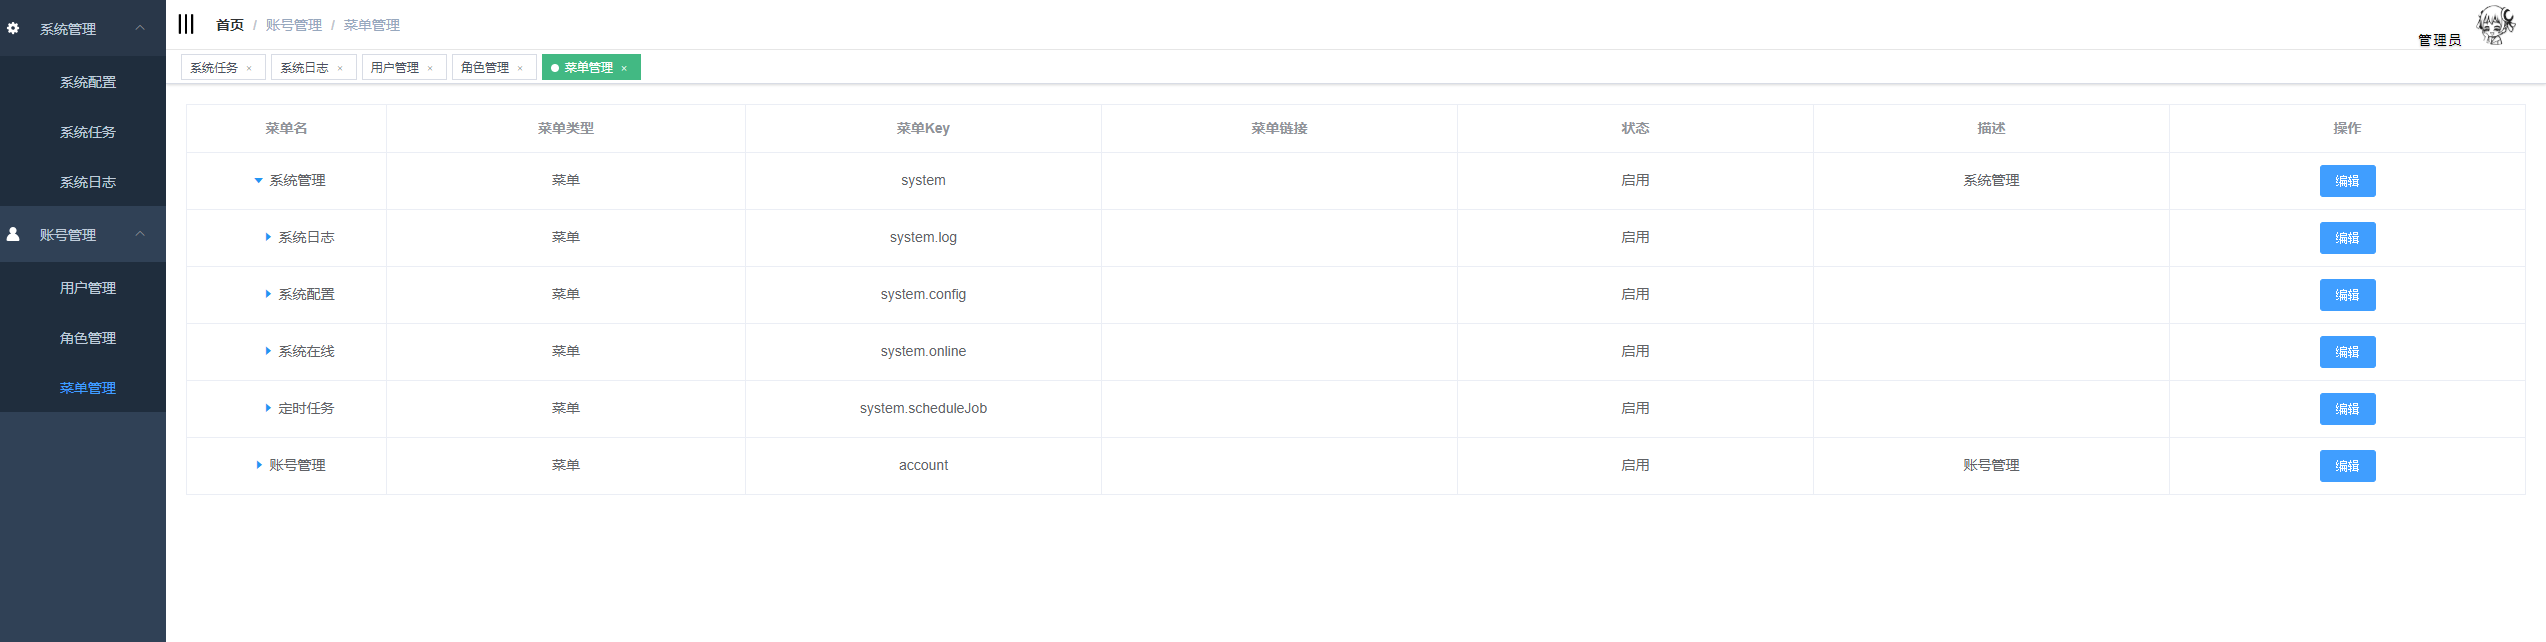 系统管理
系统配置
系统任务
系统日志
账号管理
用户管理
角色管理
菜单管理
首页 / 账号管理 / 菜单管理
管理员
系统任务 × 系统日志 × 用户管理 × 角色管理 × 菜单管理 ×
菜单名 菜单类型 菜单Key 菜单链接 状态 描述 操作
系统管理 菜单 system 启用 系统管理 编辑
系统日志 菜单 system.log 启用 编辑
系统配置 菜单 system.config 启用 编辑
系统在线 菜单 system.online 启用 编辑
定时任务 菜单 system.scheduleJob 启用 编辑
账号管理 菜单 account 启用 账号管理 编辑